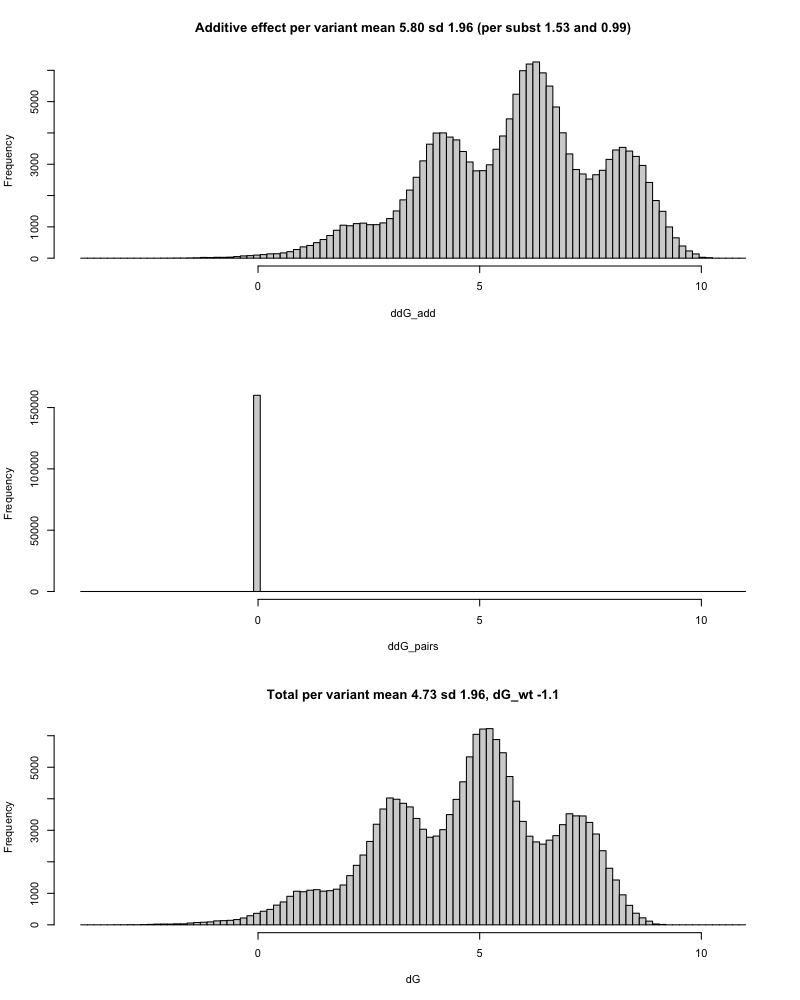 Additive effect per variant mean 5.80 sd 1.96 (per subst 1.53 and 0.99)
Frequency
0 1000 3000 5000
0 5 10
ddG_add
Frequency
0 50000 100000 150000
0 5 10
ddG_pairs
Total per variant mean 4.73 sd 1.96, dG_wt -1.1
Frequency
0 1000 3000 5000
0 5 10
dG